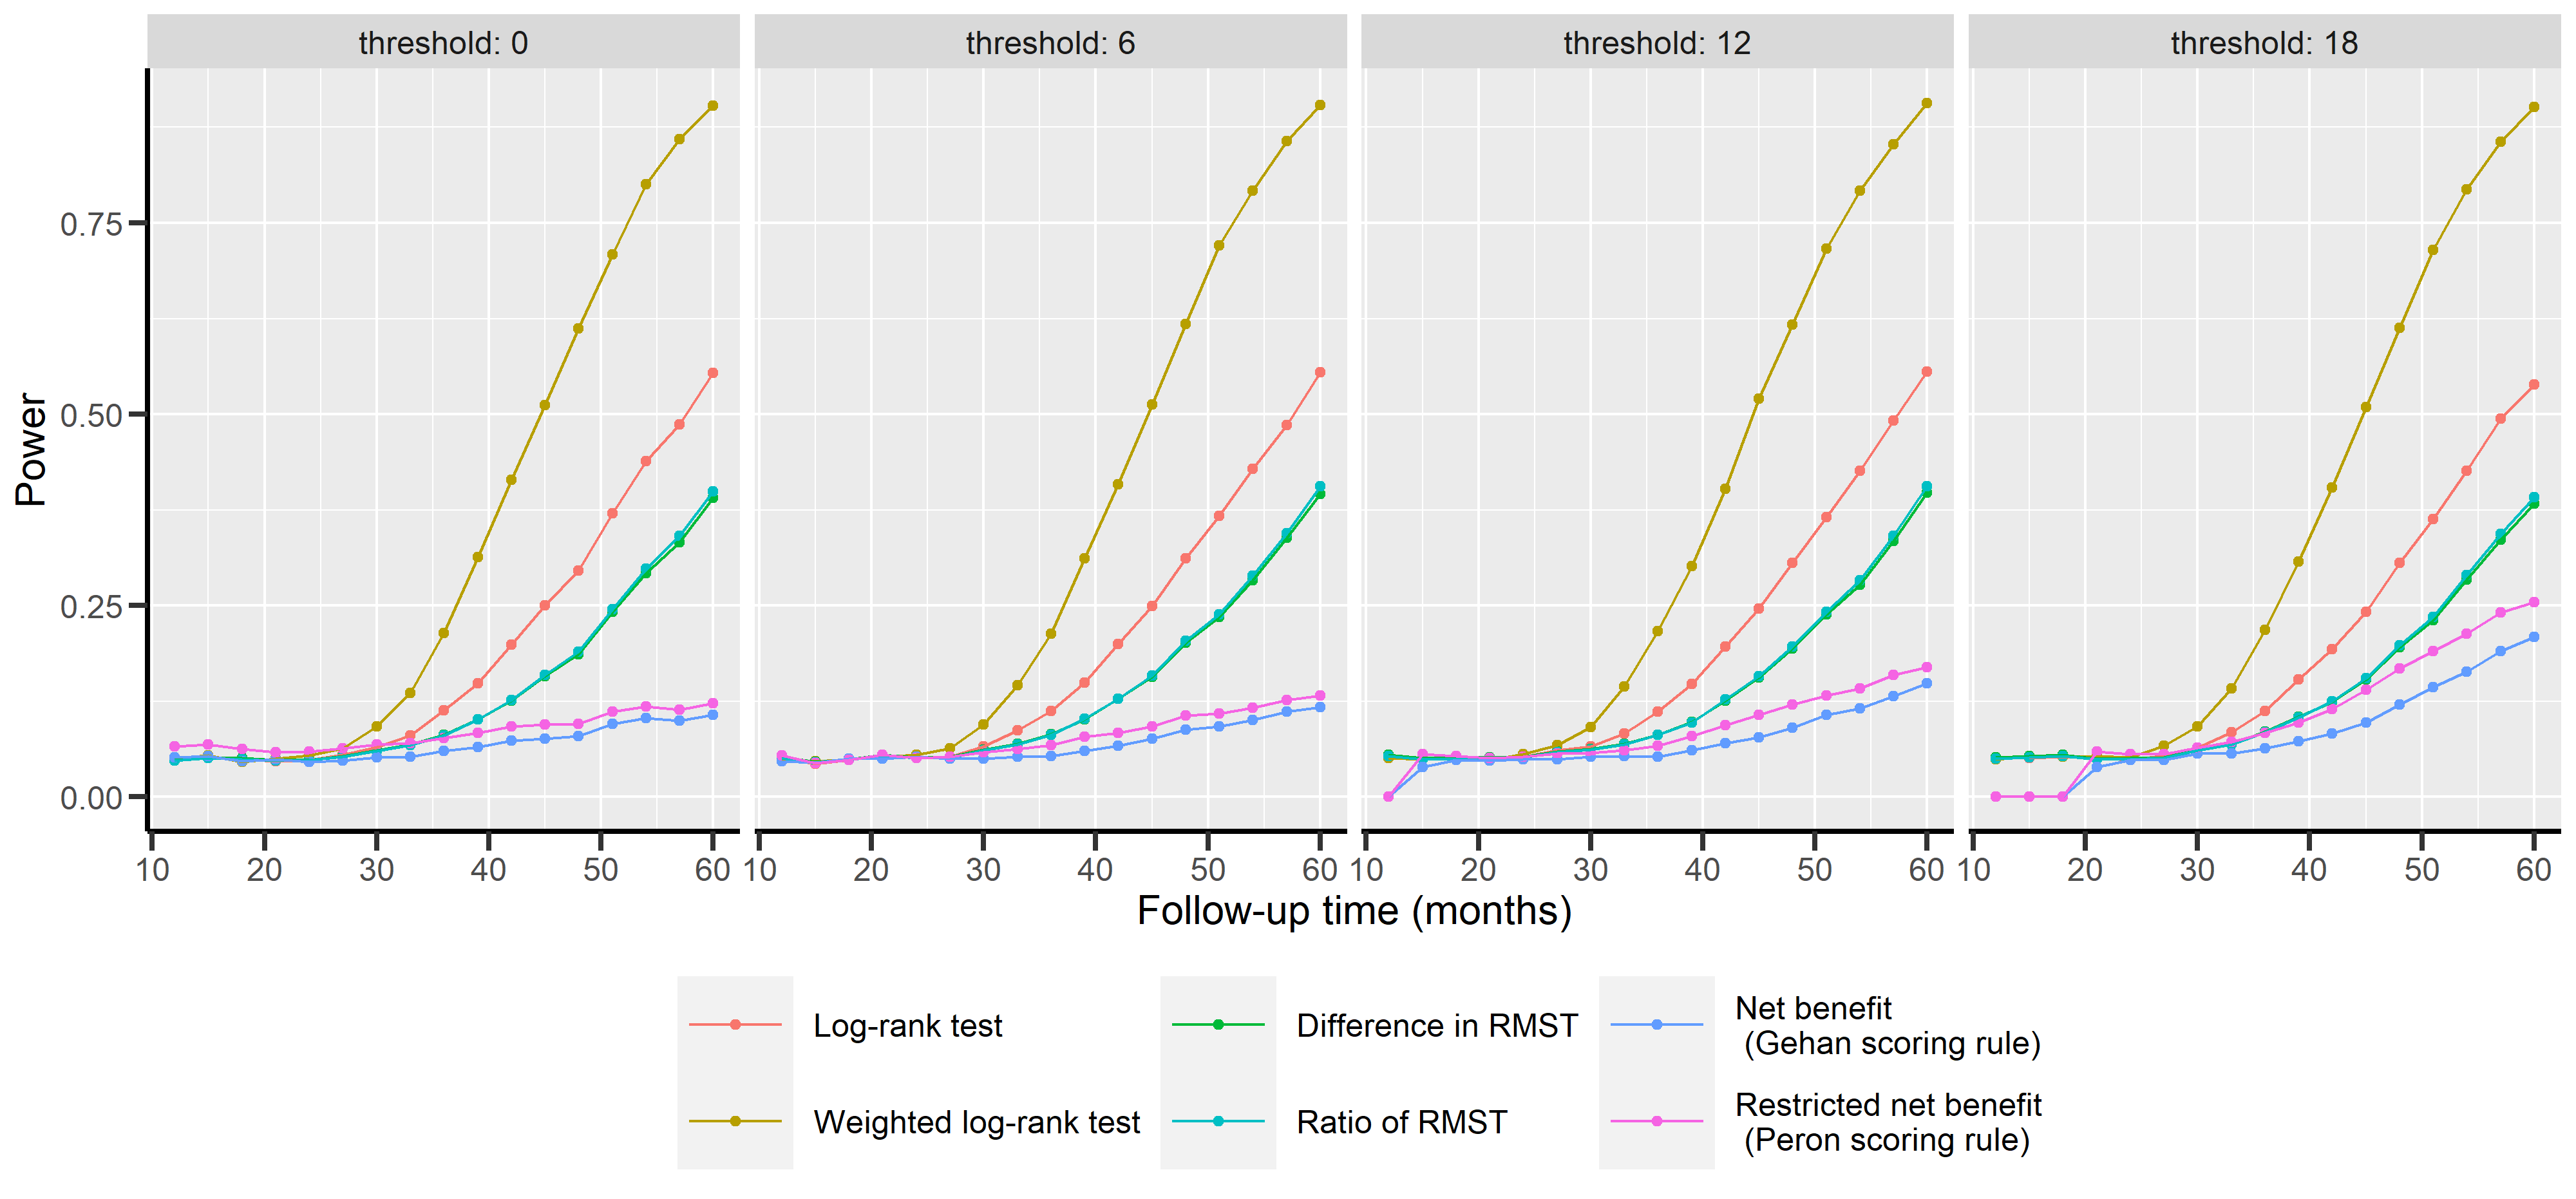 threshold: 0
threshold: 6
threshold: 12
threshold: 18
Power
0.75
0.50
0.25
0.00
10 20 30 40 50 60
10 20 30 40 50 60
10 20 30 40 50 60
10 20 30 40 50 60
Follow-up time (months)
Log-rank test
Weighted log-rank test
Difference in RMST
Ratio of RMST
Net benefit
(Gehan scoring rule)
Restricted net benefit
(Peron scoring rule)